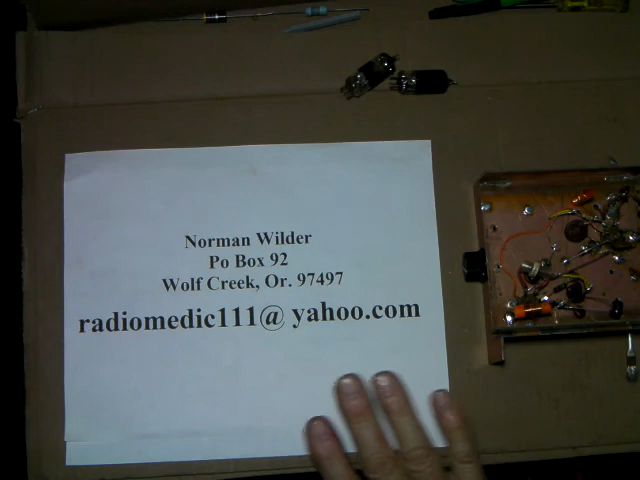 Norman Wilder
Po Box 92
Wolf Creek, Or. 97497
radiomedic111@ yahoo.com